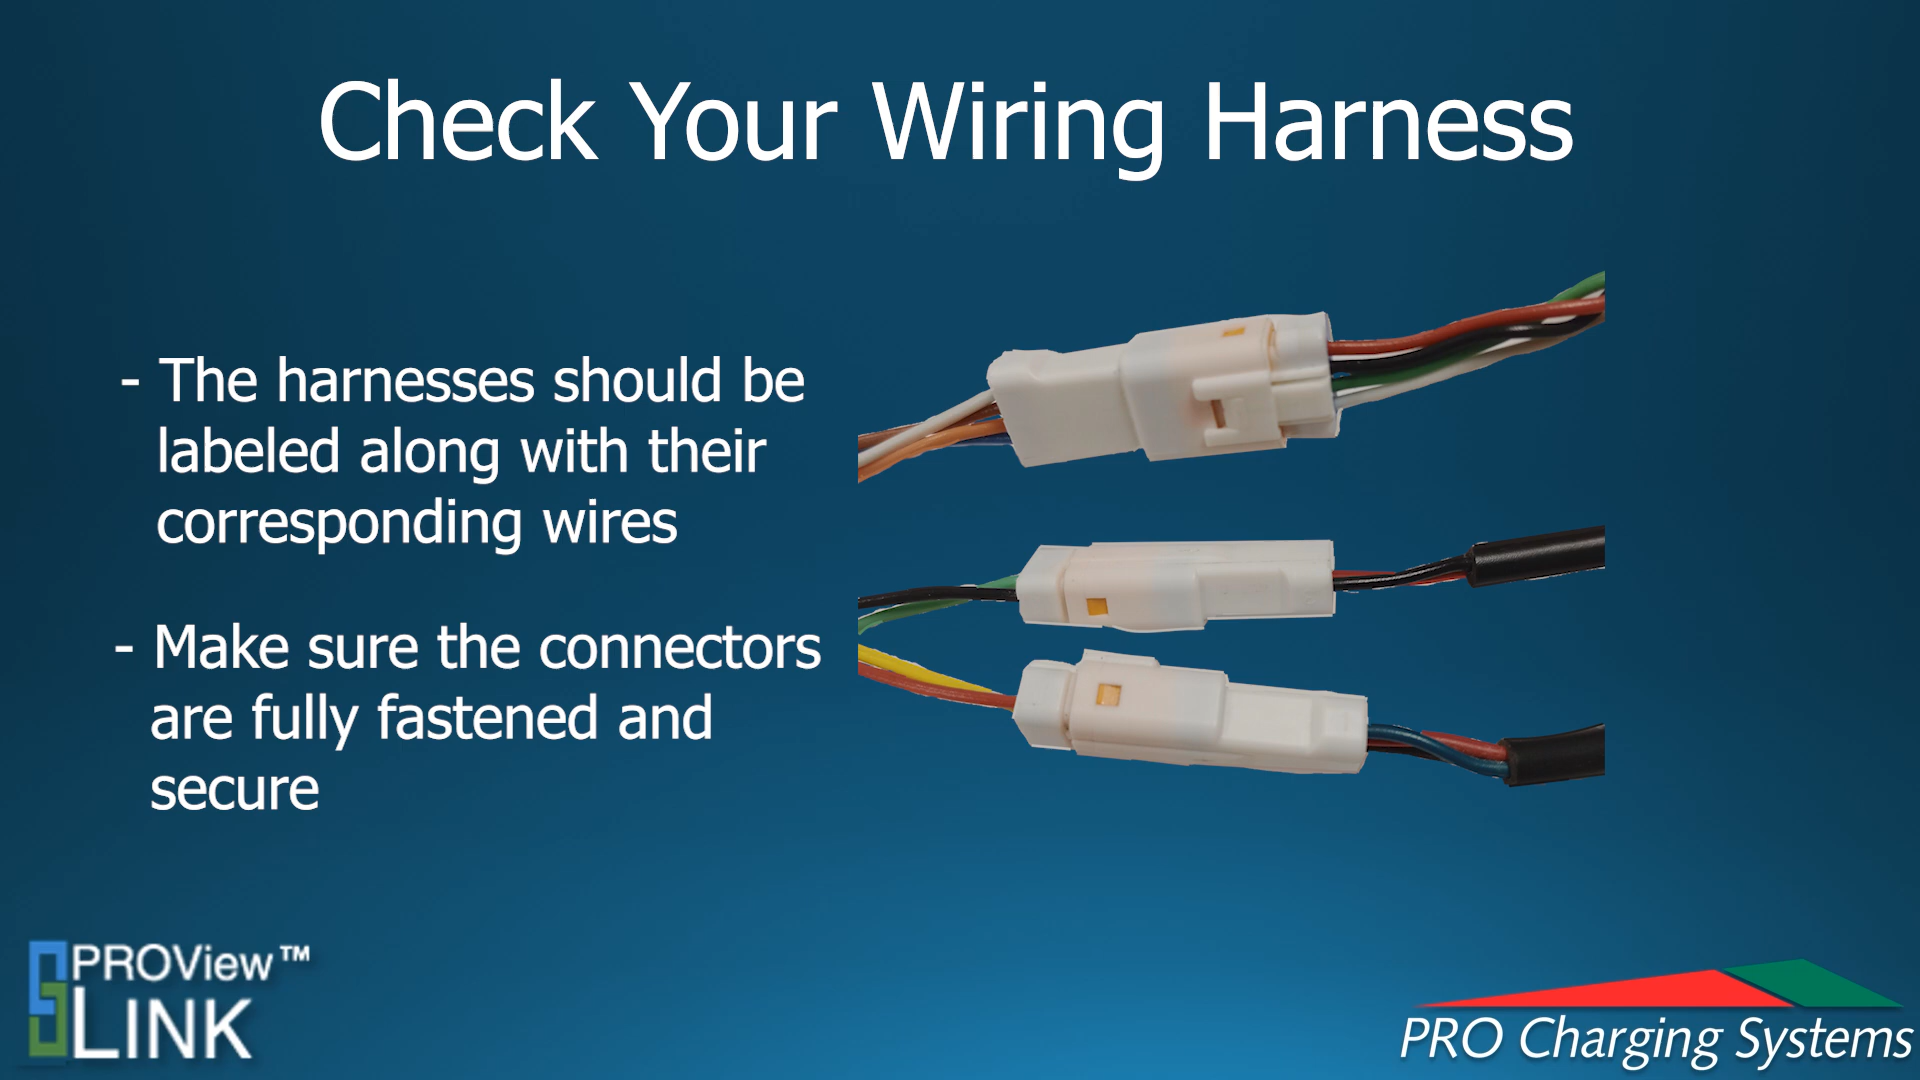 Check Your Wiring Harness
- The harnesses should be
labeled along with their
corresponding wires
- Make sure the connectors
are fully fastened and
secure
PROView™
LINK
PRO Charging Systems